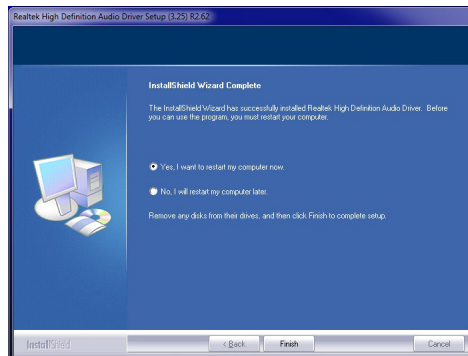 Realtek High Definition Audio Driver Setup (3.25) R2.62
InstallShield Wizard Complete
The InstallShield Wizard has successfully installed Realtek High Definition Audio Driver. Before
you can use the program, you must restart your computer.
Yes, I want to restart my computer now.
No, I will restart my computer later.
Remove any disks from their drives, and then click Finish to complete setup.
InstallShield
< Back
Finish
Cancel